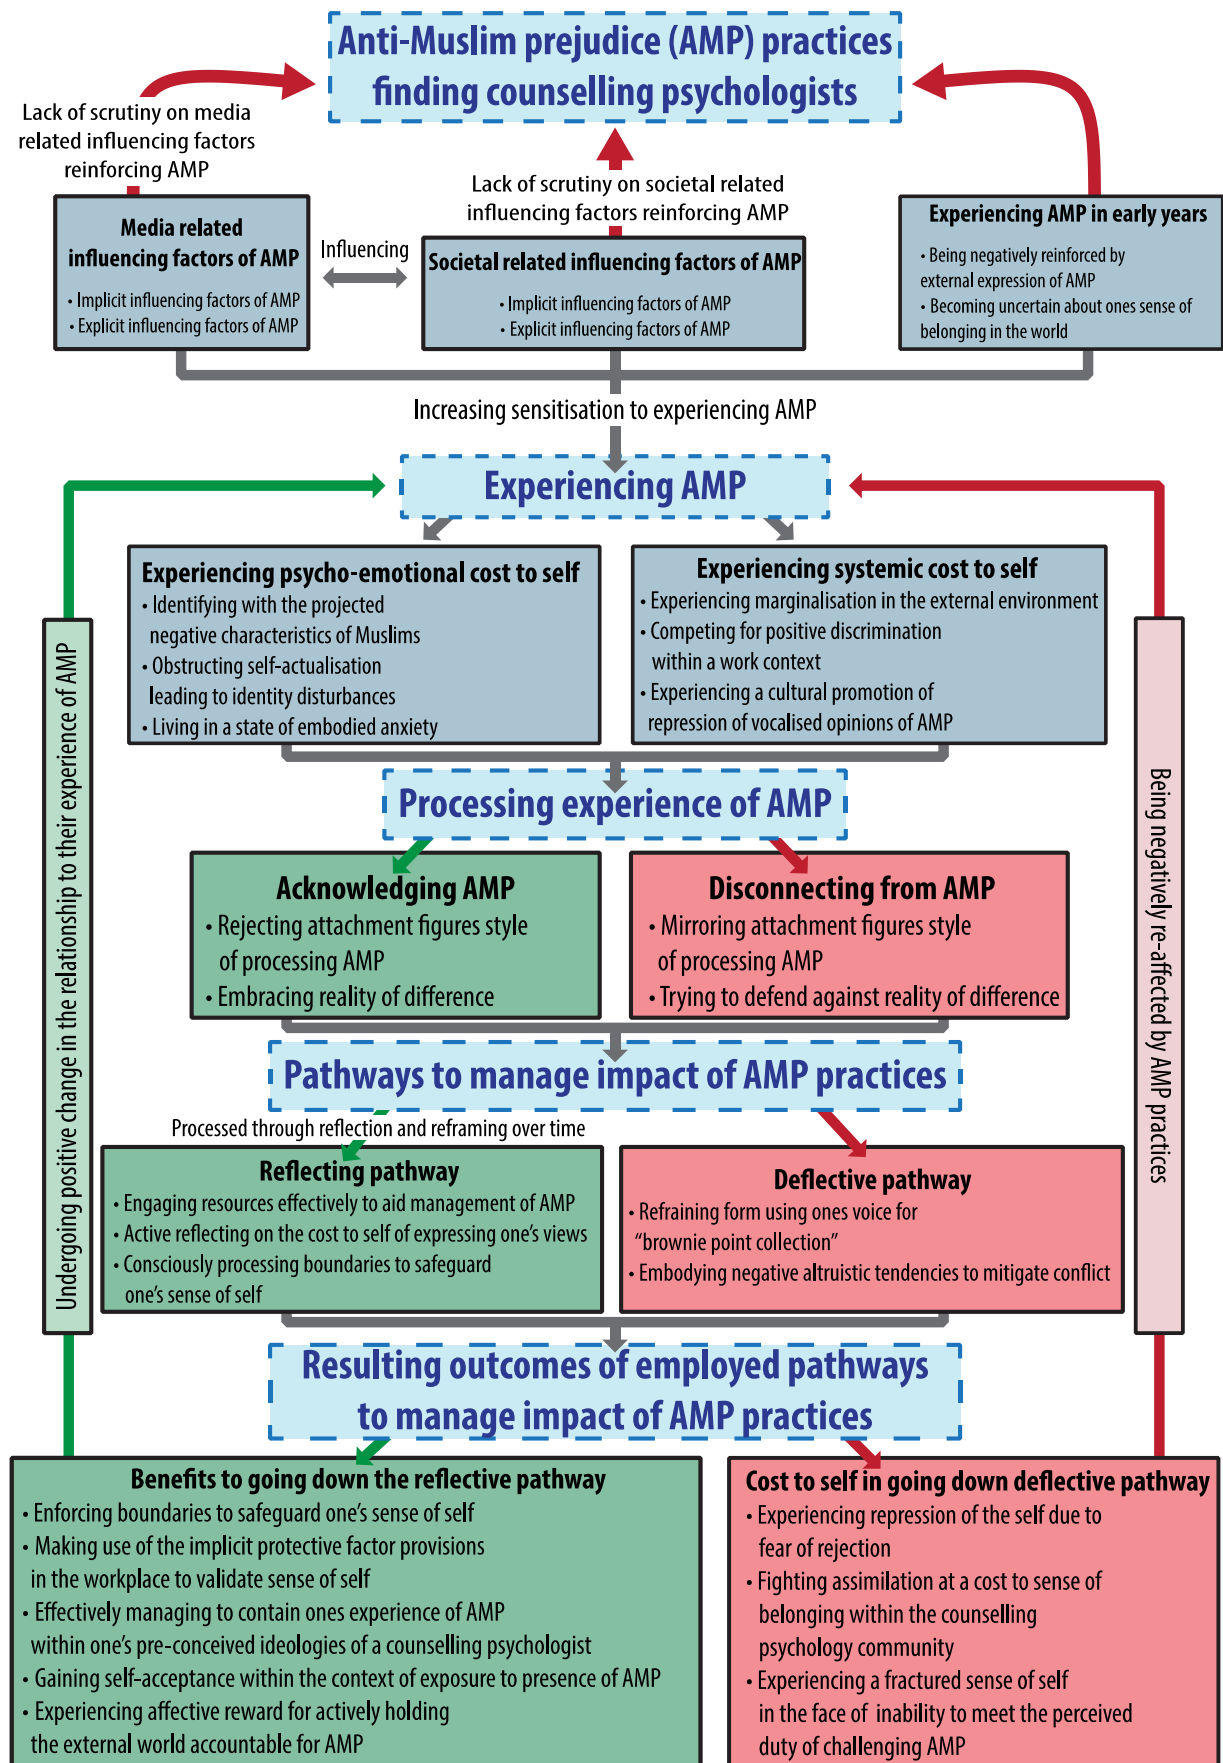 Anti-Muslim prejudice (AMP) practices
finding counselling psychologists
Lack of scrutiny on media
related influencing factors
reinforcing AMP
Lack of scrutiny on societal related
influencing factors reinforcing AMP
Media related
influencing factors of AMP
• Implicit influencing factors of AMP
• Explicit influencing factors of AMP
Influencing
Societal related influencing factors of AMP
• Implicit influencing factors of AMP
• Explicit influencing factors of AMP
Experiencing AMP in early years
• Being negatively reinforced by
external expression of AMP
• Becoming uncertain about ones sense of
belonging in the world
Increasing sensitisation to experiencing AMP
Experiencing AMP
Experiencing psycho-emotional cost to self
• Identifying with the projected
negative characteristics of Muslims
• Obstructing self-actualisation
leading to identity disturbances
• Living in a state of embodied anxiety
Experiencing systemic cost to self
• Experiencing marginalisation in the external environment
• Competing for positive discrimination
within a work context
• Experiencing a cultural promotion of
repression of vocalised opinions of AMP
Undergoing positive change in the relationship to their experience of AMP
Being negatively re-affected by AMP practices
Processing experience of AMP
Acknowledging AMP
• Rejecting attachment figures style
of processing AMP
• Embracing reality of difference
Disconnecting from AMP
• Mirroring attachment figures style
of processing AMP
• Trying to defend against reality of difference
Pathways to manage impact of AMP practices
Processed through reflection and reframing over time
Reflecting pathway
• Engaging resources effectively to aid management of AMP
• Active reflecting on the cost to self of expressing one's views
• Consciously processing boundaries to safeguard
one's sense of self
Deflective pathway
• Refraining form using ones voice for
“brownie point collection”
• Embodying negative altruistic tendencies to mitigate conflict
Resulting outcomes of employed pathways
to manage impact of AMP practices
Benefits to going down the reflective pathway
• Enforcing boundaries to safeguard one's sense of self
• Making use of the implicit protective factor provisions
in the workplace to validate sense of self
• Effectively managing to contain ones experience of AMP
within one's pre-conceived ideologies of a counselling psychologist
• Gaining self-acceptance within the context of exposure to presence of AMP
• Experiencing affective reward for actively holding
the external world accountable for AMP
Cost to self in going down deflective pathway
• Experiencing repression of the self due to
fear of rejection
• Fighting assimilation at a cost to sense of
belonging within the counselling
psychology community
• Experiencing a fractured sense of self
in the face of inability to meet the perceived
duty of challenging AMP